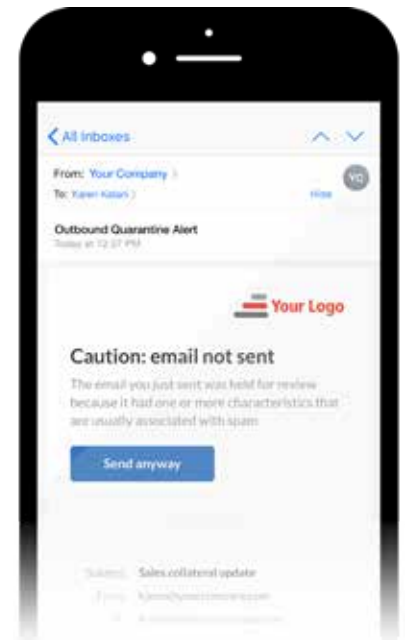 All Inboxes
From: Your Company
YC
To: Karen
Hide
Outbound Quarantine Alert
Today at 12:37 PM
Your Logo
Caution: email not sent
The email you just sent was held for review
because it had one or more characteristics that
are usually associated with spam
Send anyway
Subject: Sales collateral update
From: